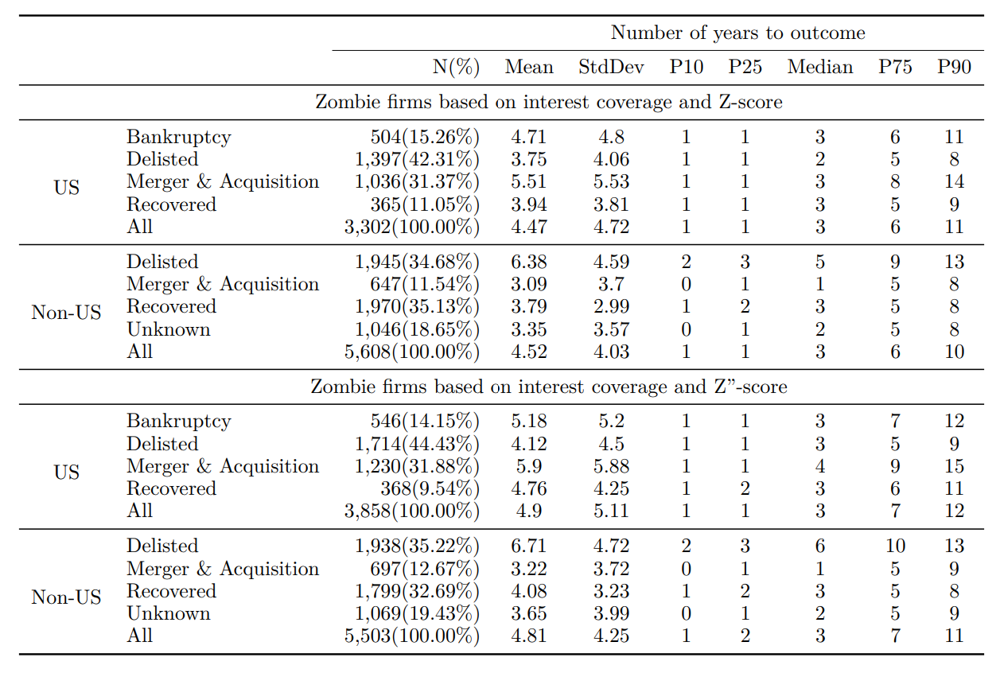 Number of years to outcome
N(%) Mean StdDev P10 P25 Median P75 P90
Zombie firms based on interest coverage and Z-score
US
Bankruptcy 504(15.26%) 4.71 4.8 1 1 3 6 11
Delisted 1,397(42.31%) 3.75 4.06 1 1 2 5 8
Merger & Acquisition 1,036(31.37%) 5.51 5.53 1 1 3 8 14
Recovered 365(11.05%) 3.94 3.81 1 1 3 5 9
All 3,302(100.00%) 4.47 4.72 1 1 3 6 11
Non-US
Delisted 1,945(34.68%) 6.38 4.59 2 3 5 9 13
Merger & Acquisition 647(11.54%) 3.09 3.7 0 1 1 5 8
Recovered 1,970(35.13%) 3.79 2.99 1 2 3 5 8
Unknown 1,046(18.65%) 3.35 3.57 0 1 2 5 8
All 5,608(100.00%) 4.52 4.03 1 1 3 6 10
Zombie firms based on interest coverage and Z”-score
US
Bankruptcy 546(14.15%) 5.18 5.2 1 1 3 7 12
Delisted 1,714(44.43%) 4.12 4.5 1 1 3 5 9
Merger & Acquisition 1,230(31.88%) 5.9 5.88 1 1 4 9 15
Recovered 368(9.54%) 4.76 4.25 1 2 3 6 11
All 3,858(100.00%) 4.9 5.11 1 1 3 7 12
Non-US
Delisted 1,938(35.22%) 6.71 4.72 2 3 6 10 13
Merger & Acquisition 697(12.67%) 3.22 3.72 0 1 1 5 9
Recovered 1,799(32.69%) 4.08 3.23 1 2 3 5 8
Unknown 1,069(19.43%) 3.65 3.99 0 1 2 5 9
All 5,503(100.00%) 4.81 4.25 1 2 3 7 11